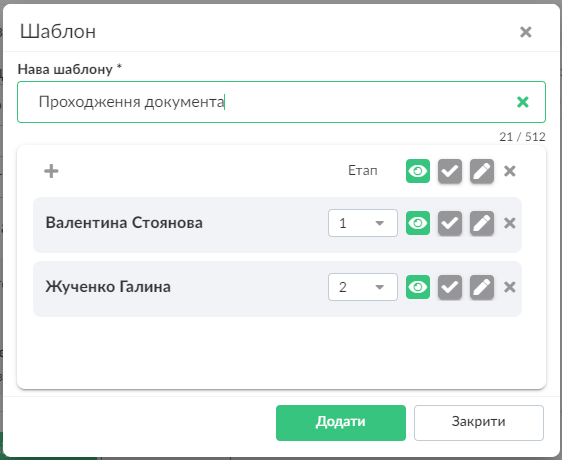 Шаблон
Нава шаблону *
Проходження документа
21 / 512
Етап
Валентина Стоянова 1
Жученко Галина 2
Додати Закрити